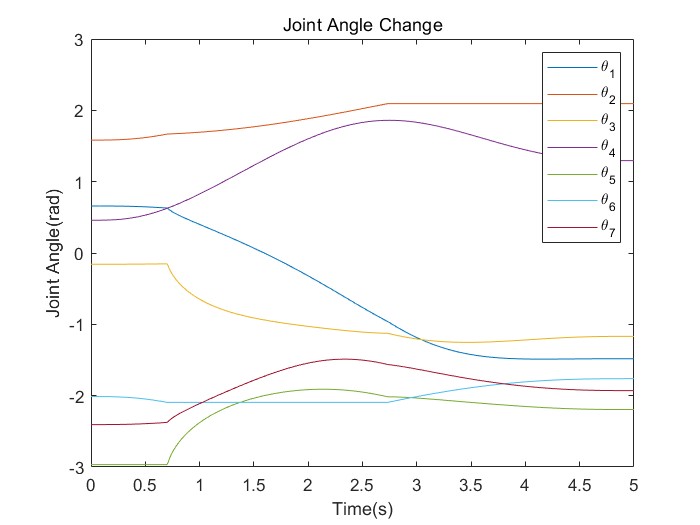 Joint Angle Change
3
2
1
0
-1
-2
-3
Joint Angle(rad)
θ1
θ2
θ3
θ4
θ5
θ6
θ7
0 0.5 1 1.5 2 2.5 3 3.5 4 4.5 5
Time(s)